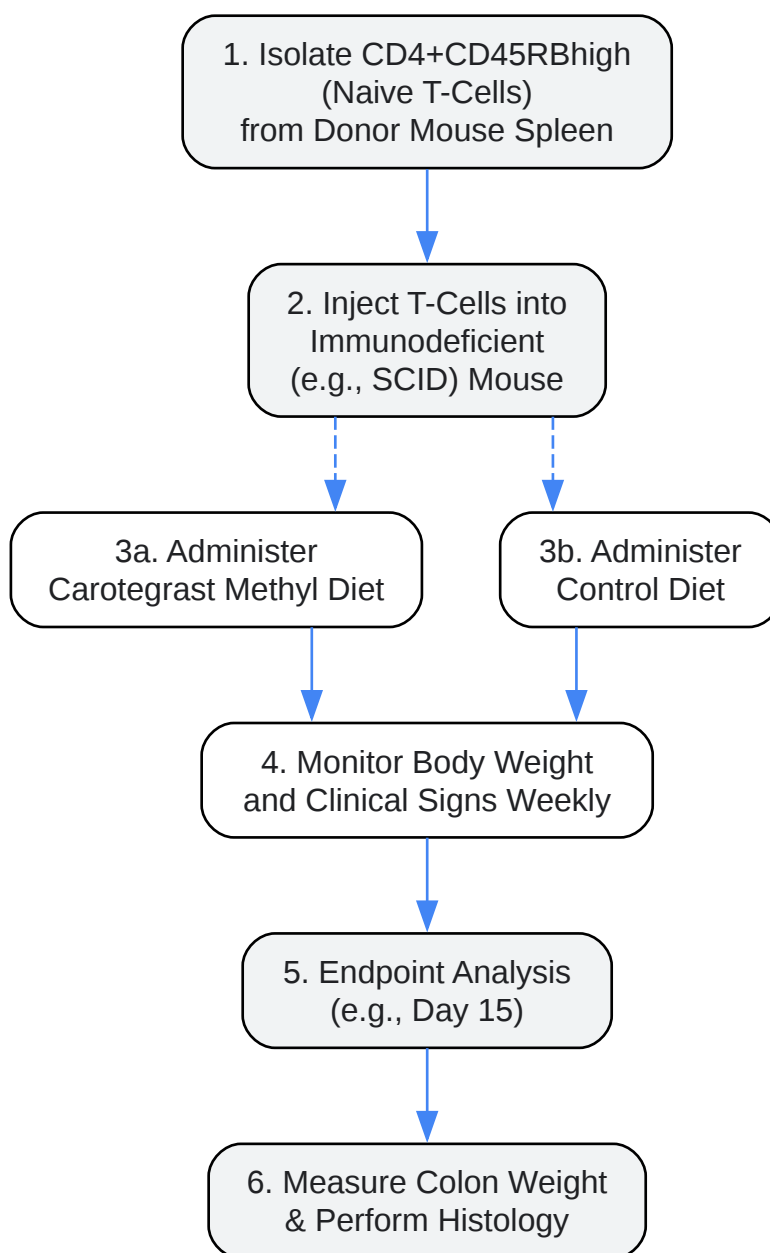 1. Isolate CD4+CD45RBhigh
(Naive T-Cells)
from Donor Mouse Spleen
2. Inject T-Cells into
Immunodeficient
(e.g., SCID) Mouse
3a. Administer
Carotegrast Methyl Diet
3b. Administer
Control Diet
4. Monitor Body Weight
and Clinical Signs Weekly
5. Endpoint Analysis
(e.g., Day 15)
6. Measure Colon Weight
& Perform Histology